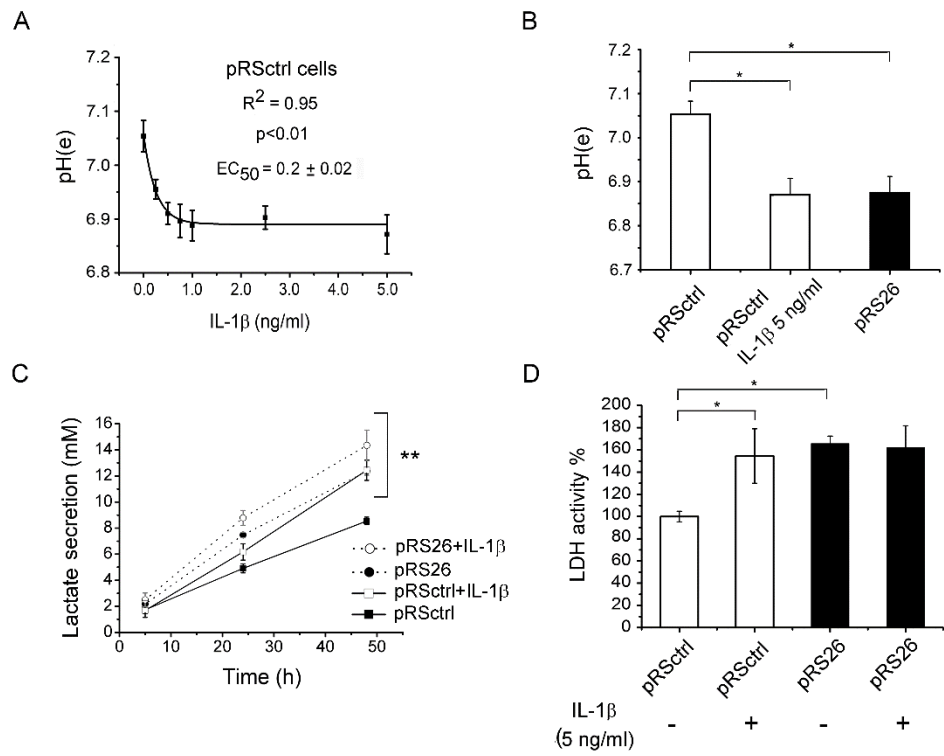 A
7.2
7.1
7.0
6.9
6.8
pH(e)
pRSctrl cells
R2 = 0.95
p<0.01
EC50 = 0.2 ± 0.02
0.0 1.0 2.0 3.0 4.0 5.0
IL-1β (ng/ml)
B
7.2
7.1
7.0
6.9
6.8
6.7
pH(e)
*
*
pRSctrl
pRSctrl
IL-1β 5 ng/ml
pRS26
C
16
14
12
10
8
6
4
2
0
Lactate secretion (mM)
**
pRS26+IL-1β
pRS26
pRSctrl+IL-1β
pRSctrl
0 10 20 30 40 50
Time (h)
D
200
180
160
140
120
100
80
60
40
20
0
LDH activity %
*
*
pRSctrl
pRSctrl
pRS26
pRS26
IL-1β
(5 ng/ml)
- + - +